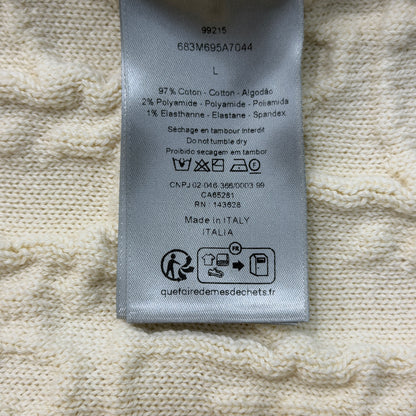 99215
683M695A7044
L
97% Coton - Cotton - Algodão
2% Polyamide - Polyamide - Poliamida
1% Elasthanne - Elastane - Spandex
Séchage en tambour interdit
Do not tumble dry
Proibido secagem em tambor
F
CNPJ 02-046-366/0003-99
CA65281
RN : 143628
Made in ITALY
ITALIA
FR
quefairedemesdechets.fr